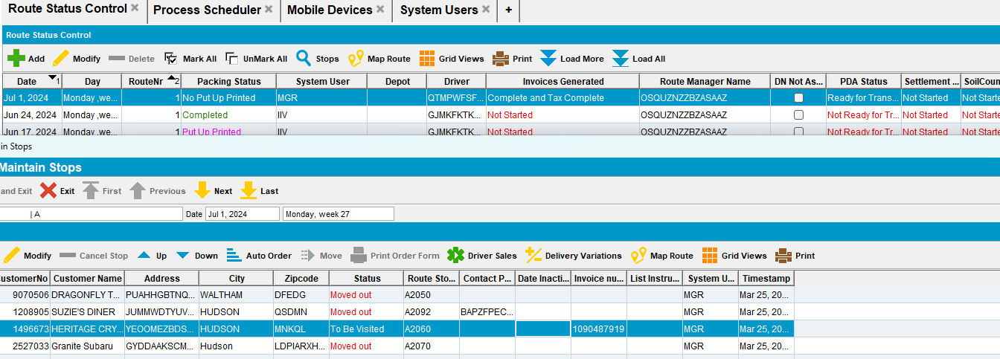 Route Status Control Process Scheduler Mobile Devices System Users +
Route Status Control
Add Modify Delete Mark All UnMark All Stops Map Route Grid Views Print Load More Load All
Date 1 Day RouteNr 2 Packing Status System User Depot Driver Invoices Generated Route Manager Name DN Not As... PDA Status Settlement ... SoilCoun
Jul 1, 2024 Monday ,we... 1 No Put Up Printed MGR QTMPWFSF... Complete and Tax Complete OSQUZNZZBZASAAZ Ready for Trans... Not Started Not Starte
Jun 24, 2024 Monday ,we... 1 Completed IIV GJMKFKTK... Not Started OSQUZNZZBZASAAZ Not Ready for Tr... Not Started Not Starte
Jun 17, 2024 Monday ,we... 1 Put Up Printed IIV GJMKFKTK... Not Started OSQUZNZZBZASAAZ Not Ready for Tr... Not Started Not Starte
in Stops
Maintain Stops
and Exit Exit First Previous Next Last
| A Date Jul 1, 2024 Monday, week 27
Modify Cancel Stop Up Down Auto Order Move Print Order Form Driver Sales Delivery Variations Map Route Grid Views Print
CustomerNo Customer Name Address City Zipcode Status Route Sto... Contact P... Date Inacti... Invoice nu... List Instru... System U... Timestamp
9070506 DRAGONFLY T... PUAHHGBTNQ... WALTHAM DFEDG Moved out A2050 MGR Mar 25, 20...
1208905 SUZIE'S DINER JUMMWDTYUV... HUDSON QSDMN Moved out A2092 BAPZFPEC... MGR Mar 25, 20...
1496673 HERITAGE CRY... YEOOMEZBDS... HUDSON MNKQL To Be Visited A2060 1090487919 MGR Mar 25, 20...
2527033 Granite Subaru GYDDAAKSCM... Hudson LDPIARXH... Moved out A2070 MGR Mar 25, 20...